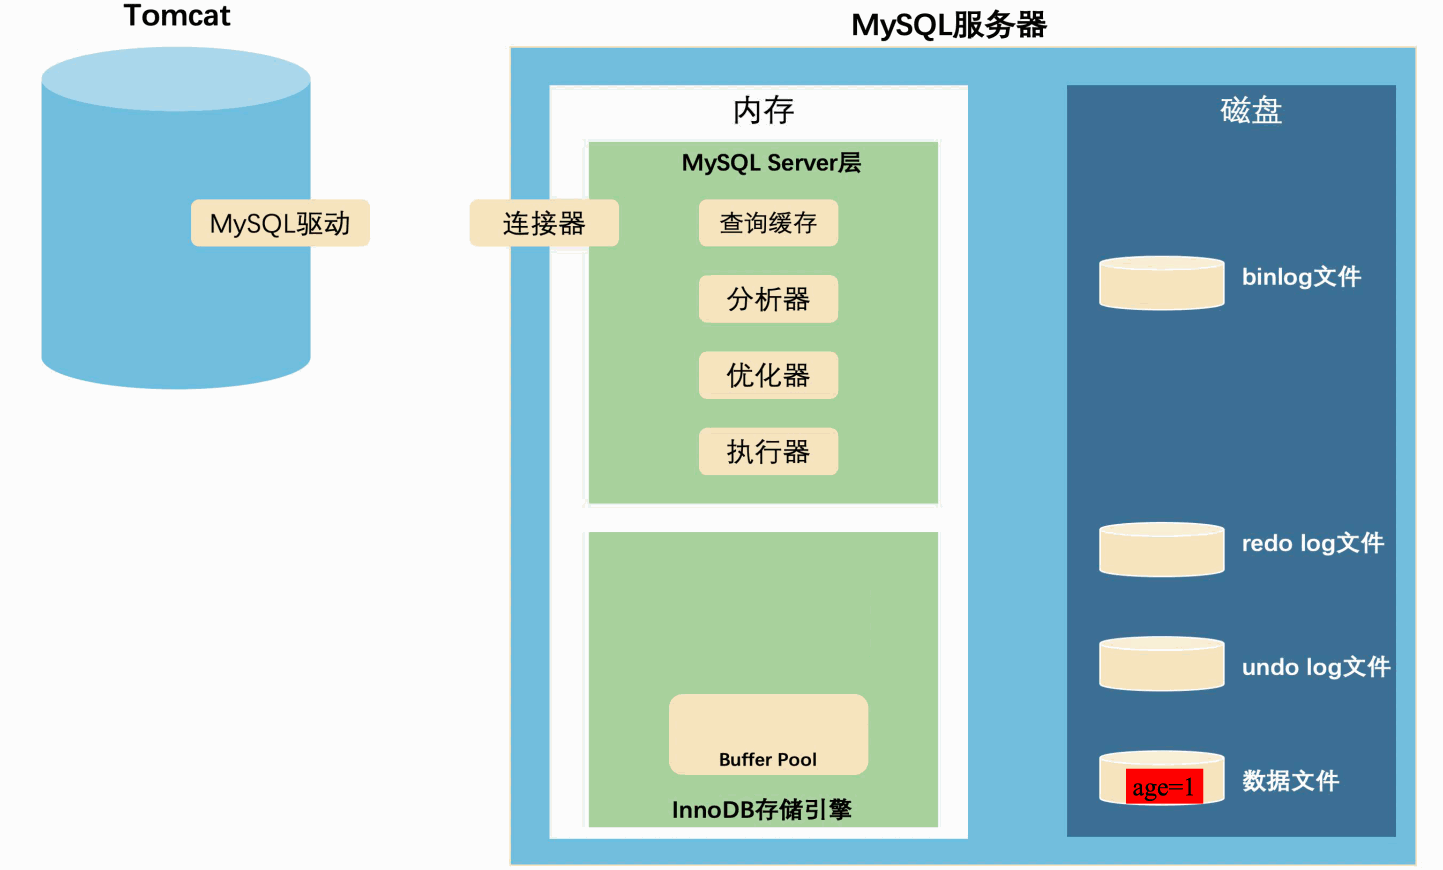 Tomcat
MySQL服务器
内存
磁盘
MySQL Server层
MySQL驱动
连接器
查询缓存
分析器
优化器
执行器
binlog文件
redo log文件
undo log文件
Buffer Pool
InnoDB存储引擎
age=1
数据文件